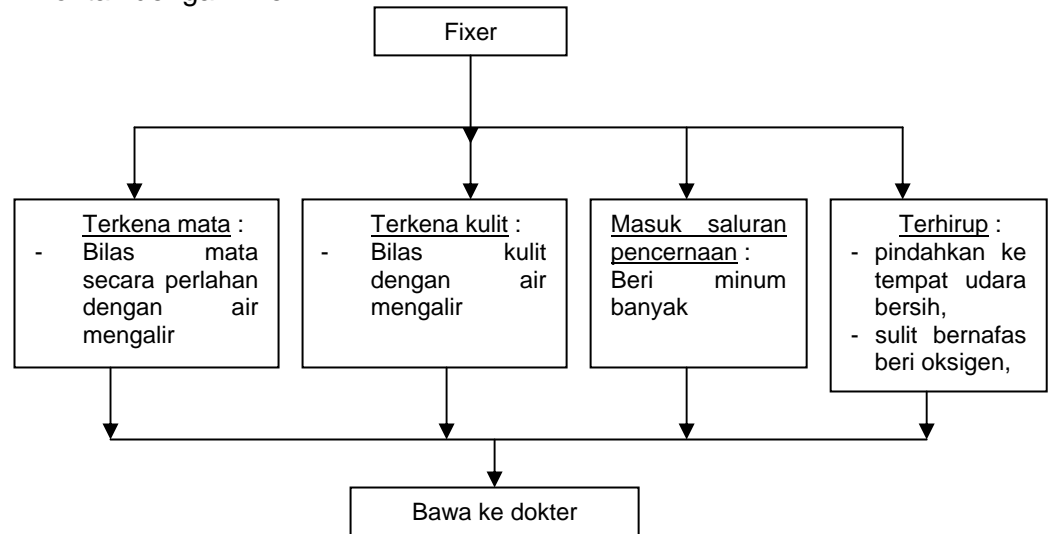 Fixer
Terkena mata :
- Bilas mata
secara perlahan
dengan air
mengalir
Terkena kulit :
- Bilas kulit
dengan air
mengalir
Masuk saluran
pencernaan :
Beri minum
banyak
Terhirup :
- pindahkan ke
tempat udara
bersih,
- sulit bernafas
beri oksigen,
Bawa ke dokter